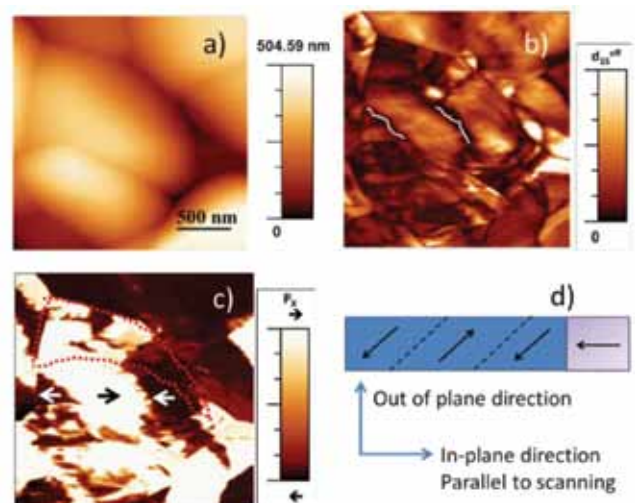 a)
504.59 nm
500 nm
0
b)
d₃₃ᵉᶠᶠ
0
c)
Pₓ
→
←
← → ←
d)
Out of plane direction
In-plane direction
Parallel to scanning